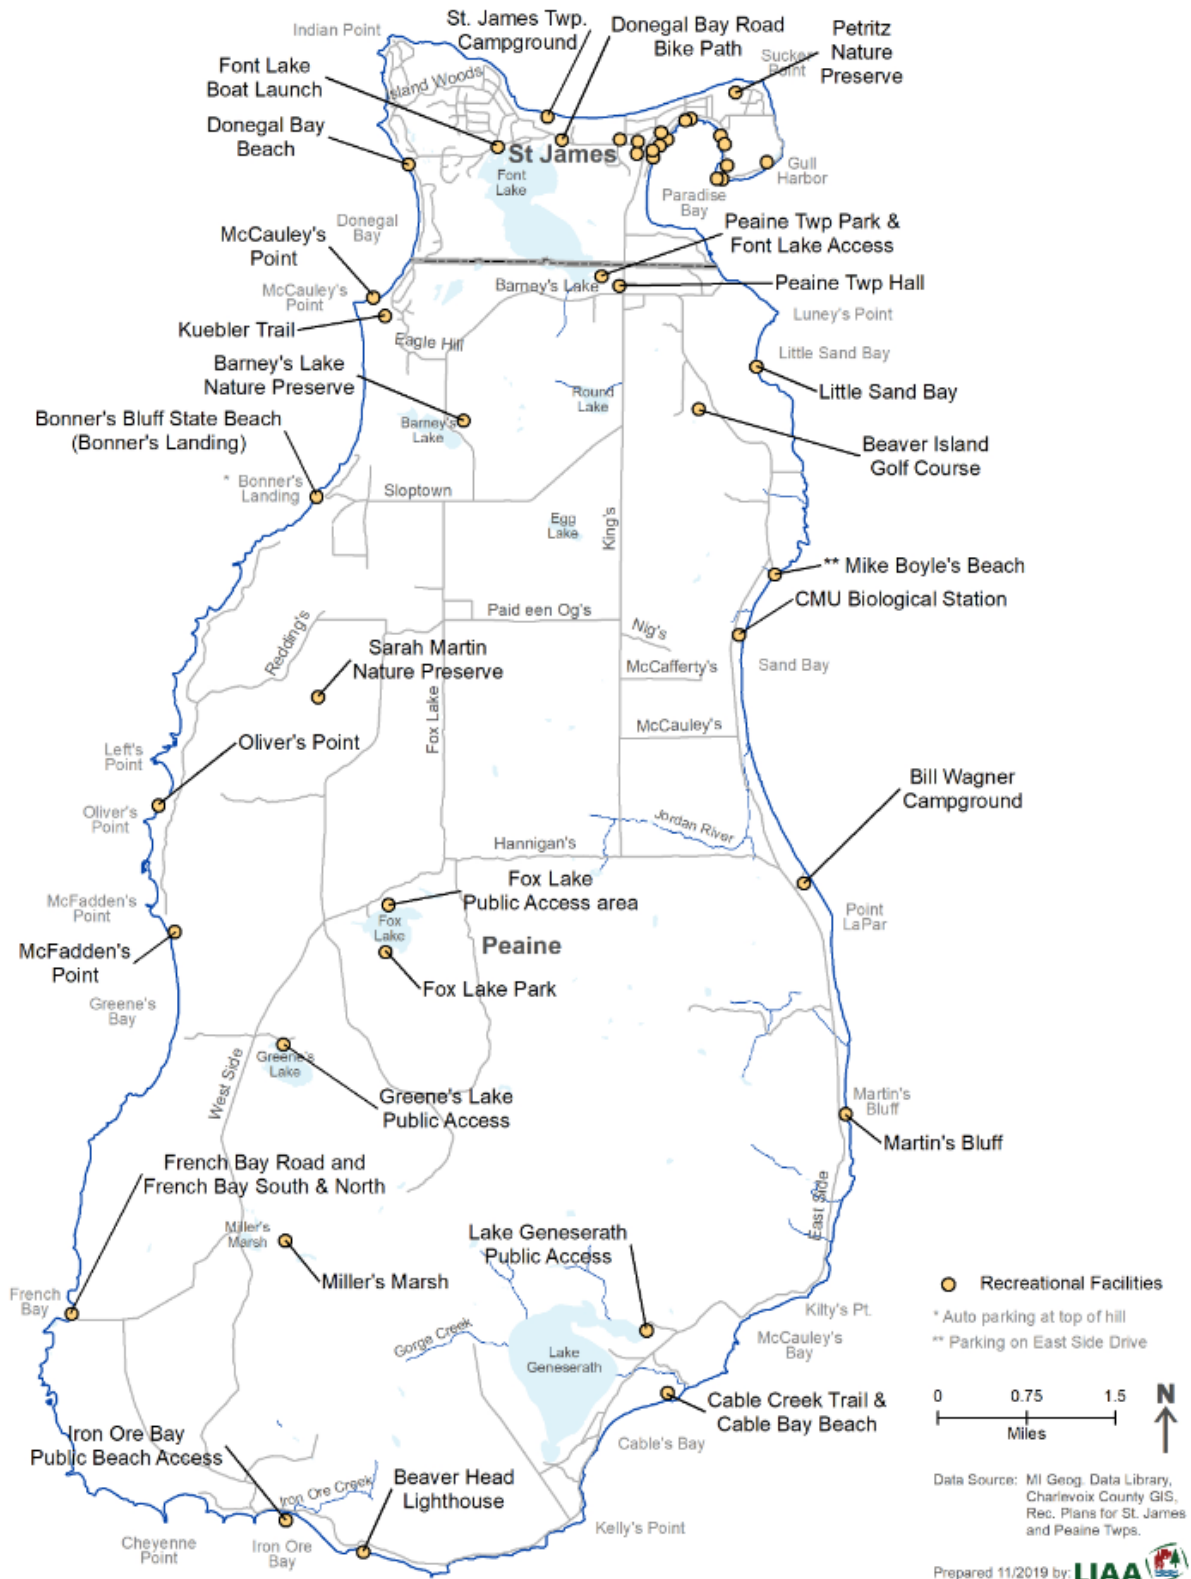 Indian Point
St. James Twp.
Campground
Donegal Bay Road
Bike Path
Petritz
Nature
Preserve
Sucker
Point
Font Lake
Boat Launch
Island Woods
Donegal Bay
Beach
St James
Font
Lake
Gull
Harbor
Paradise
Bay
Donegal
Bay
Peaine Twp Park &
Font Lake Access
McCauley's
Point
McCauley's
Point
Barney's Lake
Peaine Twp Hall
Luney's Point
Kuebler Trail
Eagle Hill
Little Sand Bay
Barney's Lake
Nature Preserve
Round
Lake
Little Sand Bay
Bonner's Bluff State Beach
(Bonner's Landing)
Barney's
Lake
Beaver Island
Golf Course
* Bonner's
Landing
Sloptown
Egg
Lake
King's
** Mike Boyle's Beach
CMU Biological Station
Paid een Og's
Redding's
Nig's
Sarah Martin
Nature Preserve
McCafferty's
Sand Bay
Fox Lake
McCauley's
Left's
Point
Oliver's Point
Bill Wagner
Campground
Oliver's
Point
Jordan River
Hannigan's
Fox Lake
Public Access area
McFadden's
Point
Fox
Lake
Point
LaPar
McFadden's
Point
Peaine
Fox Lake Park
Greene's
Bay
Greene's
Lake
West Side
Greene's Lake
Public Access
Martin's
Bluff
Martin's Bluff
French Bay Road and
French Bay South & North
East Side
Miller's
Marsh
Lake Geneserath
Public Access
Miller's Marsh
Recreational Facilities
French
Bay
Kilty's Pt.
* Auto parking at top of hill
** Parking on East Side Drive
Gorge Creek
McCauley's
Bay
Lake
Geneserath
0 0.75 1.5
Miles
N
Cable Creek Trail &
Cable Bay Beach
Iron Ore Bay
Public Beach Access
Cable's Bay
Beaver Head
Lighthouse
Iron Ore Creek
Data Source: MI Geog. Data Library,
Charlevoix County GIS,
Rec. Plans for St. James
and Peaine Twps.
Kelly's Point
Cheyenne
Point
Iron Ore
Bay
Prepared 11/2019 by: LIAA